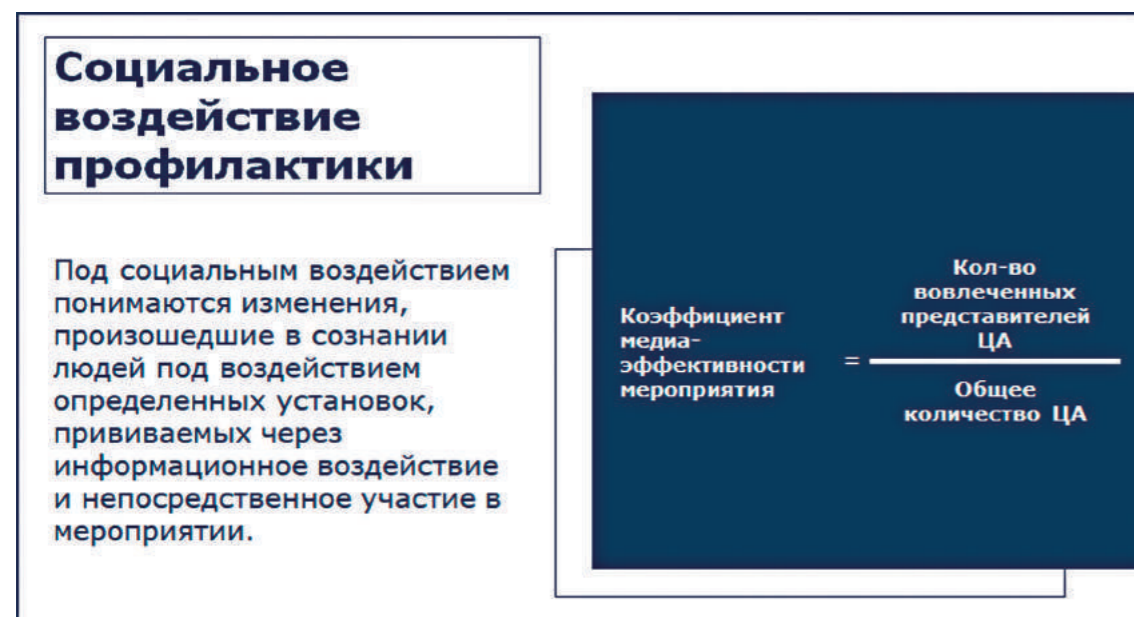 Социальное
воздействие
профилактики
Под социальным воздействием
понимаются изменения,
произошедшие в сознании
людей под воздействием
определенных установок,
прививаемых через
информационное воздействие
и непосредственное участие в
мероприятии.
Коэффициент
медиа-
эффективности
мероприятия
=
Кол-во
вовлеченных
представителей
ЦА
Общее
количество ЦА